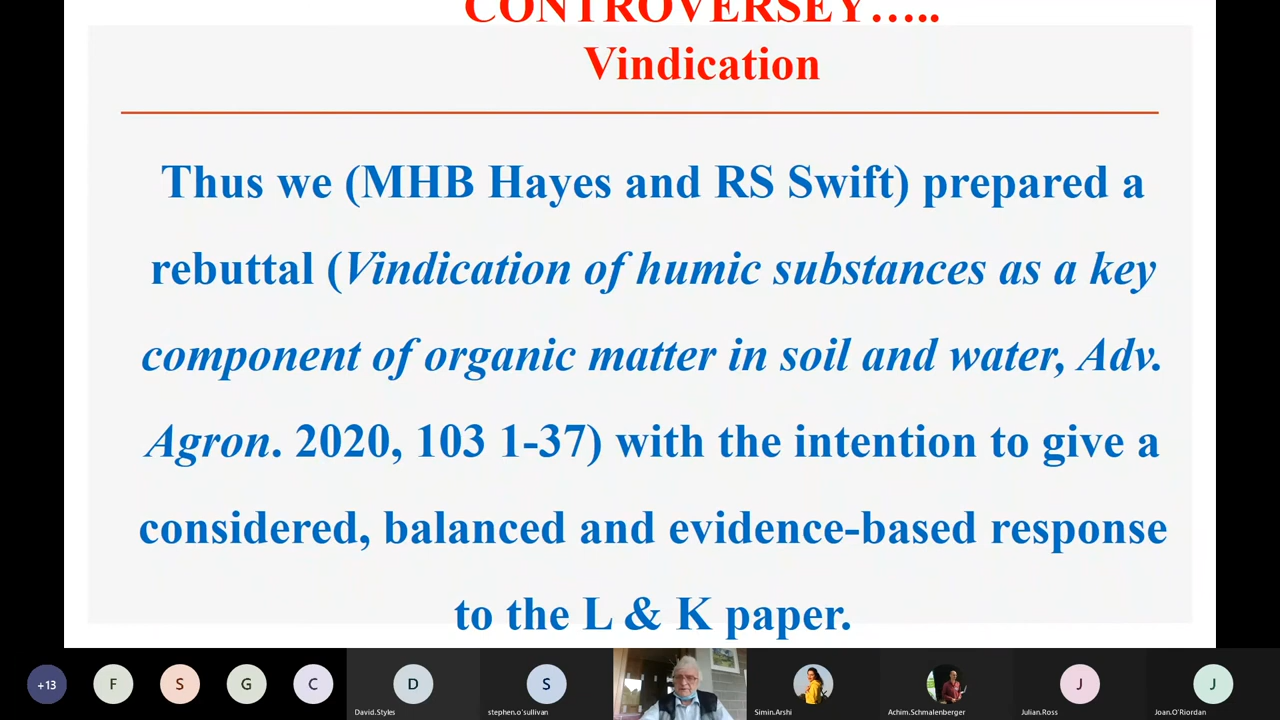 CONTROVERSEY…..
Vindication
Thus we (MHB Hayes and RS Swift) prepared a
rebuttal (Vindication of humic substances as a key
component of organic matter in soil and water, Adv.
Agron. 2020, 103 1-37) with the intention to give a
considered, balanced and evidence-based response
to the L & K paper.
+13
F
S
G
C
D
S
J
J
David.Styles
stephen.o'sullivan
Simin.Arshi
Achim.Schmalenberger
Julian.Ross
Joan.O'Riordan